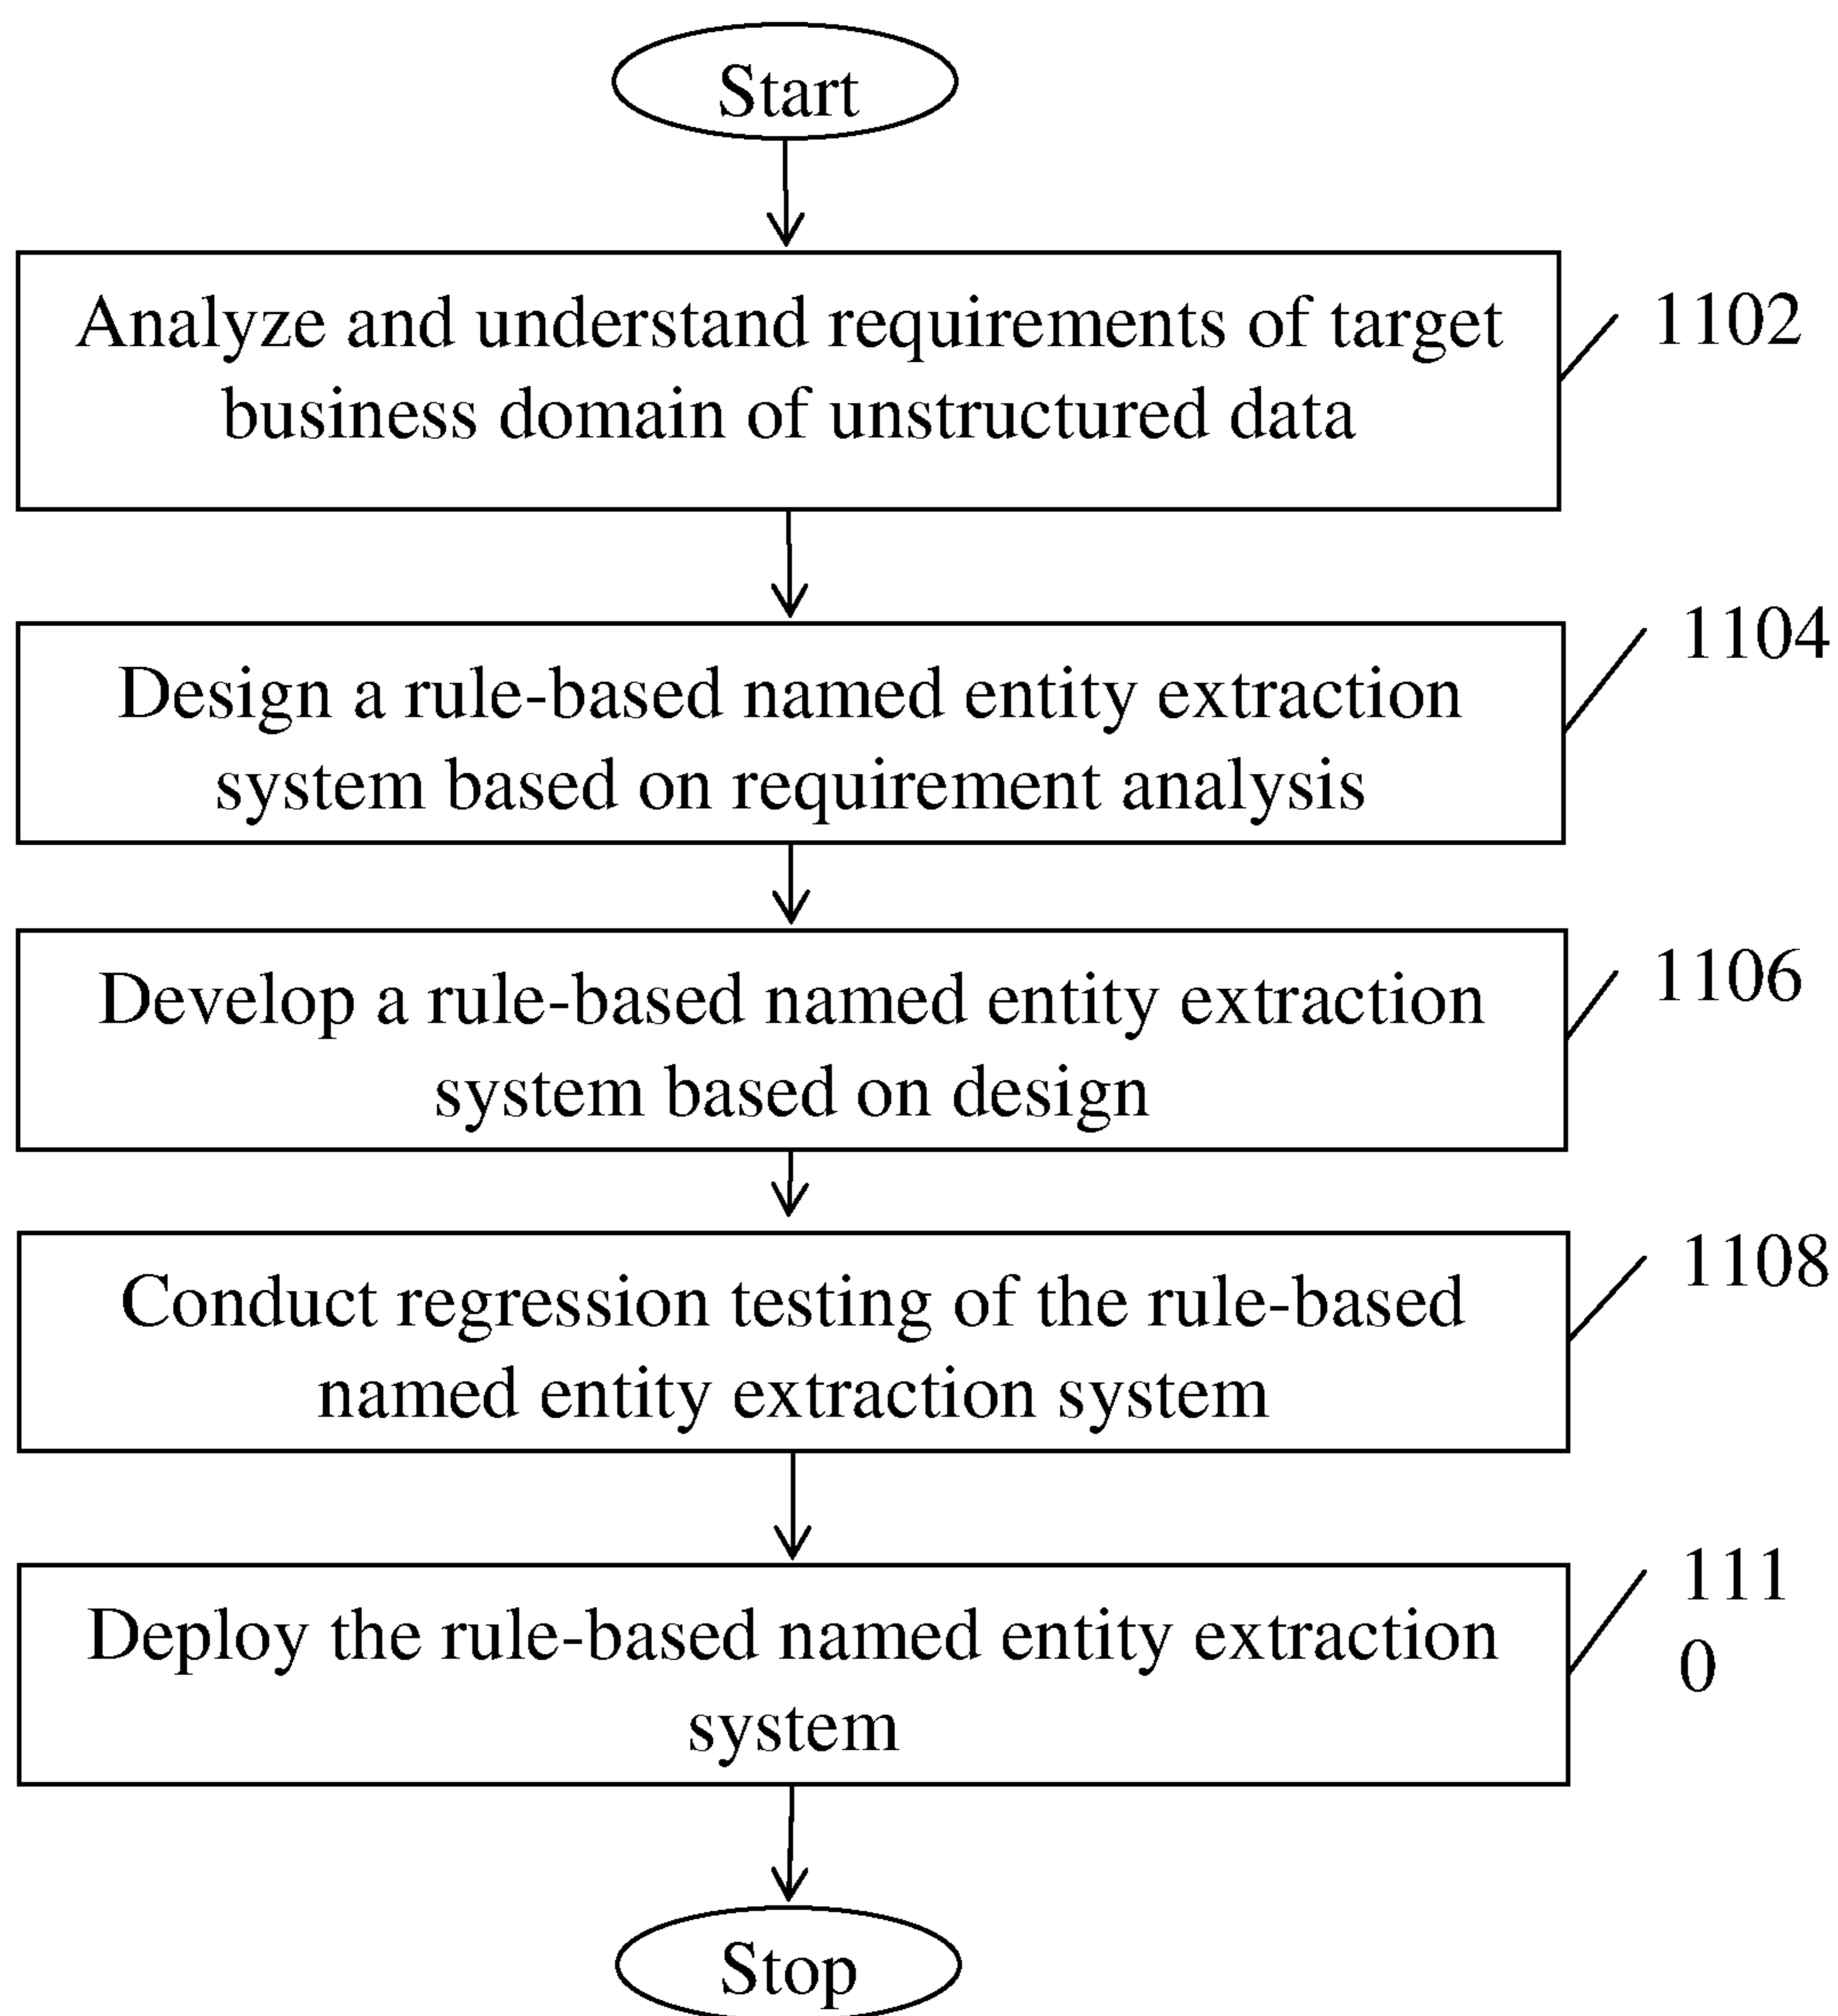 Start
Analyze and understand requirements of target
business domain of unstructured data
1102
Design a rule-based named entity extraction
system based on requirement analysis
1104
Develop a rule-based named entity extraction
system based on design
1106
Conduct regression testing of the rule-based
named entity extraction system
1108
Deploy the rule-based named entity extraction
system
111
0
Stop